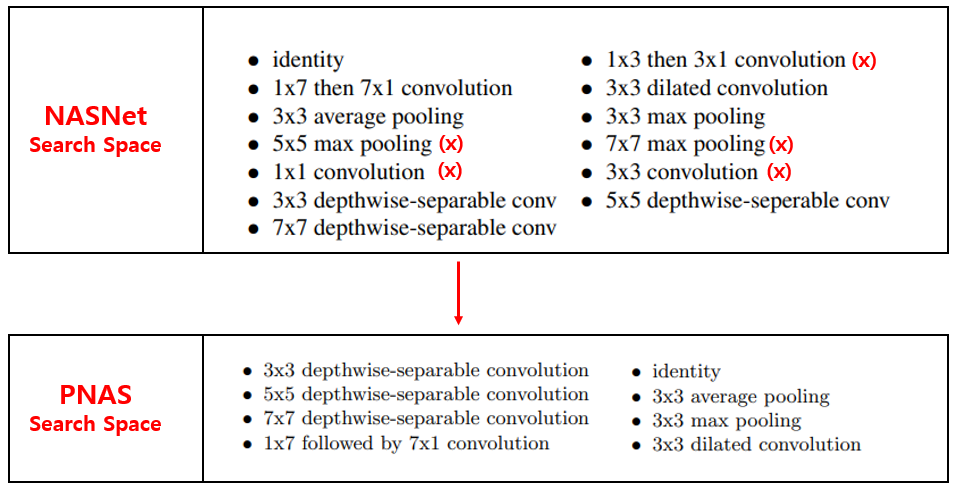 NASNet
Search Space
• identity
• 1x7 then 7x1 convolution
• 3x3 average pooling
• 5x5 max pooling (x)
• 1x1 convolution (x)
• 3x3 depthwise-separable conv
• 7x7 depthwise-separable conv
• 1x3 then 3x1 convolution (x)
• 3x3 dilated convolution
• 3x3 max pooling
• 7x7 max pooling (x)
• 3x3 convolution (x)
• 5x5 depthwise-seperable conv
PNAS
Search Space
• 3x3 depthwise-separable convolution
• 5x5 depthwise-separable convolution
• 7x7 depthwise-separable convolution
• 1x7 followed by 7x1 convolution
• identity
• 3x3 average pooling
• 3x3 max pooling
• 3x3 dilated convolution